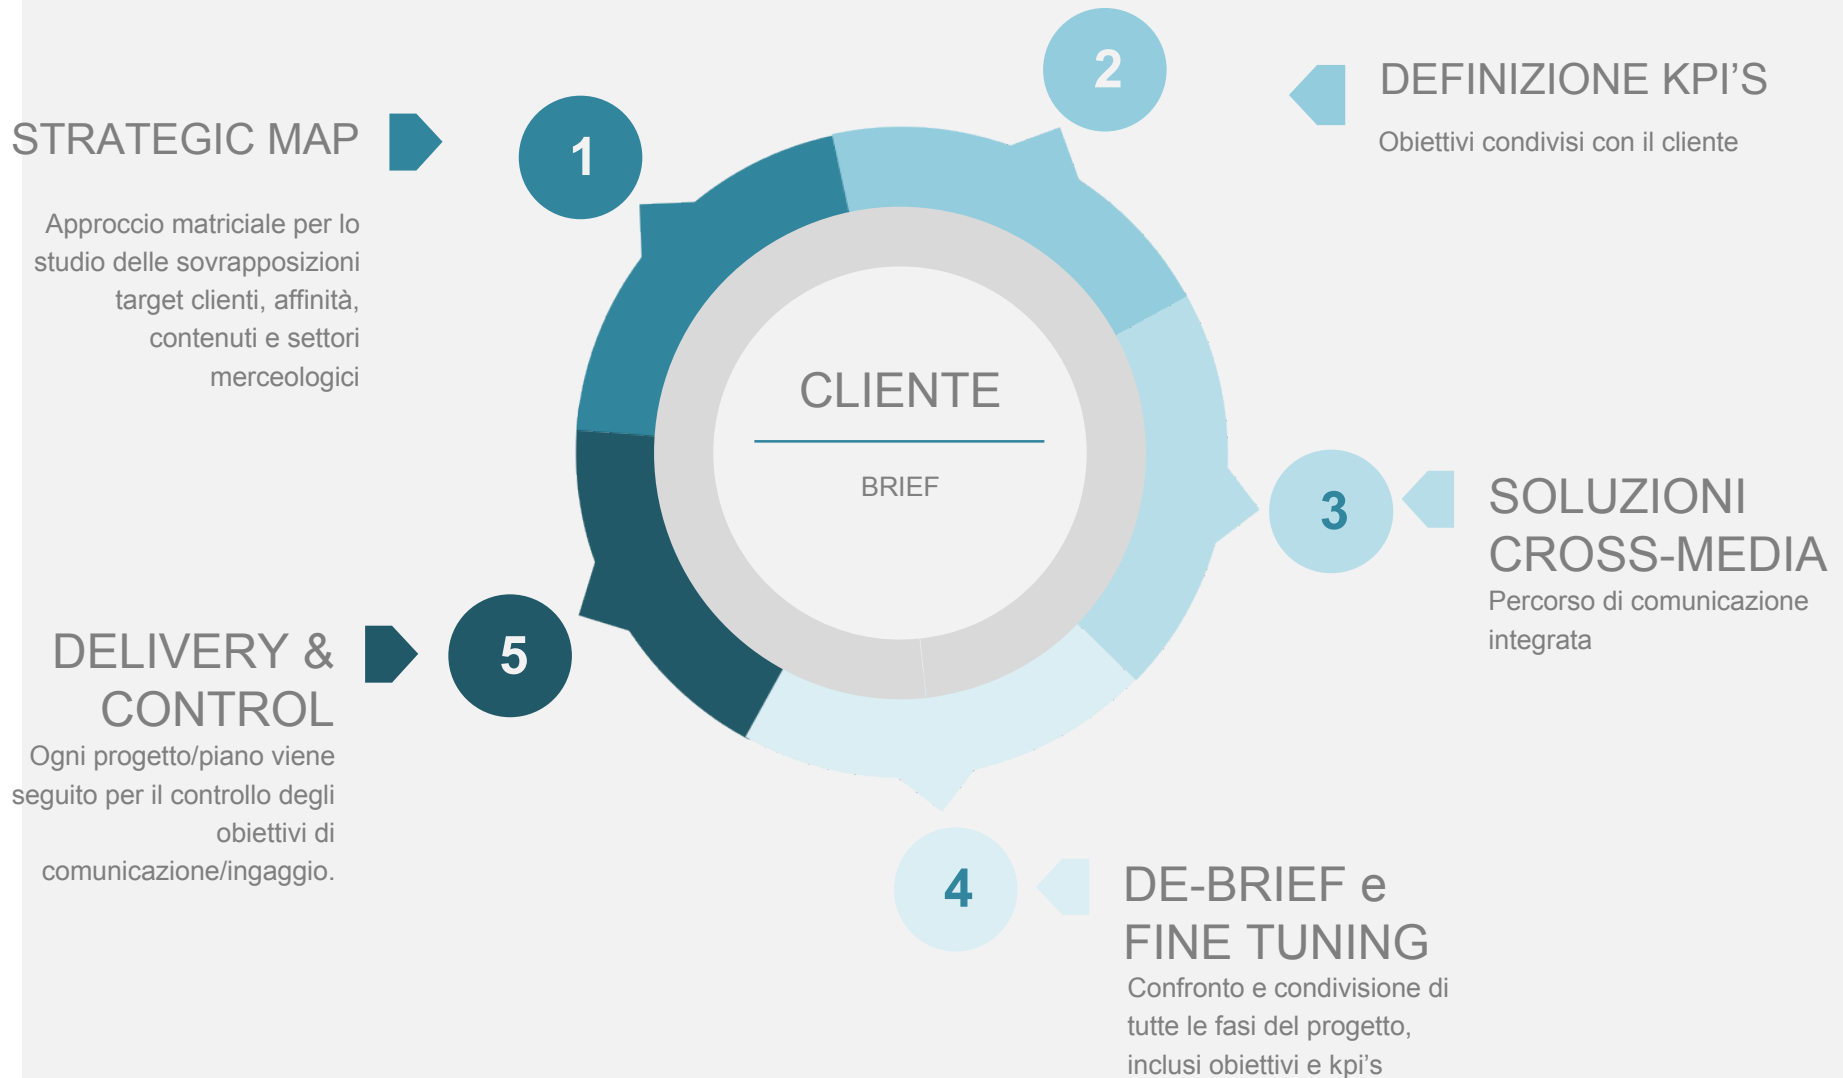 1
STRATEGIC MAP
Approccio matriciale per lo
studio delle sovrapposizioni
target clienti, affinità,
contenuti e settori
merceologici
2
DEFINIZIONE KPI’S
Obiettivi condivisi con il cliente
CLIENTE
BRIEF
3
SOLUZIONI
CROSS-MEDIA
Percorso di comunicazione
integrata
4
DE-BRIEF e
FINE TUNING
Confronto e condivisione di
tutte le fasi del progetto,
inclusi obiettivi e kpi’s
5
DELIVERY &
CONTROL
Ogni progetto/piano viene
seguito per il controllo degli
obiettivi di
comunicazione/ingaggio.